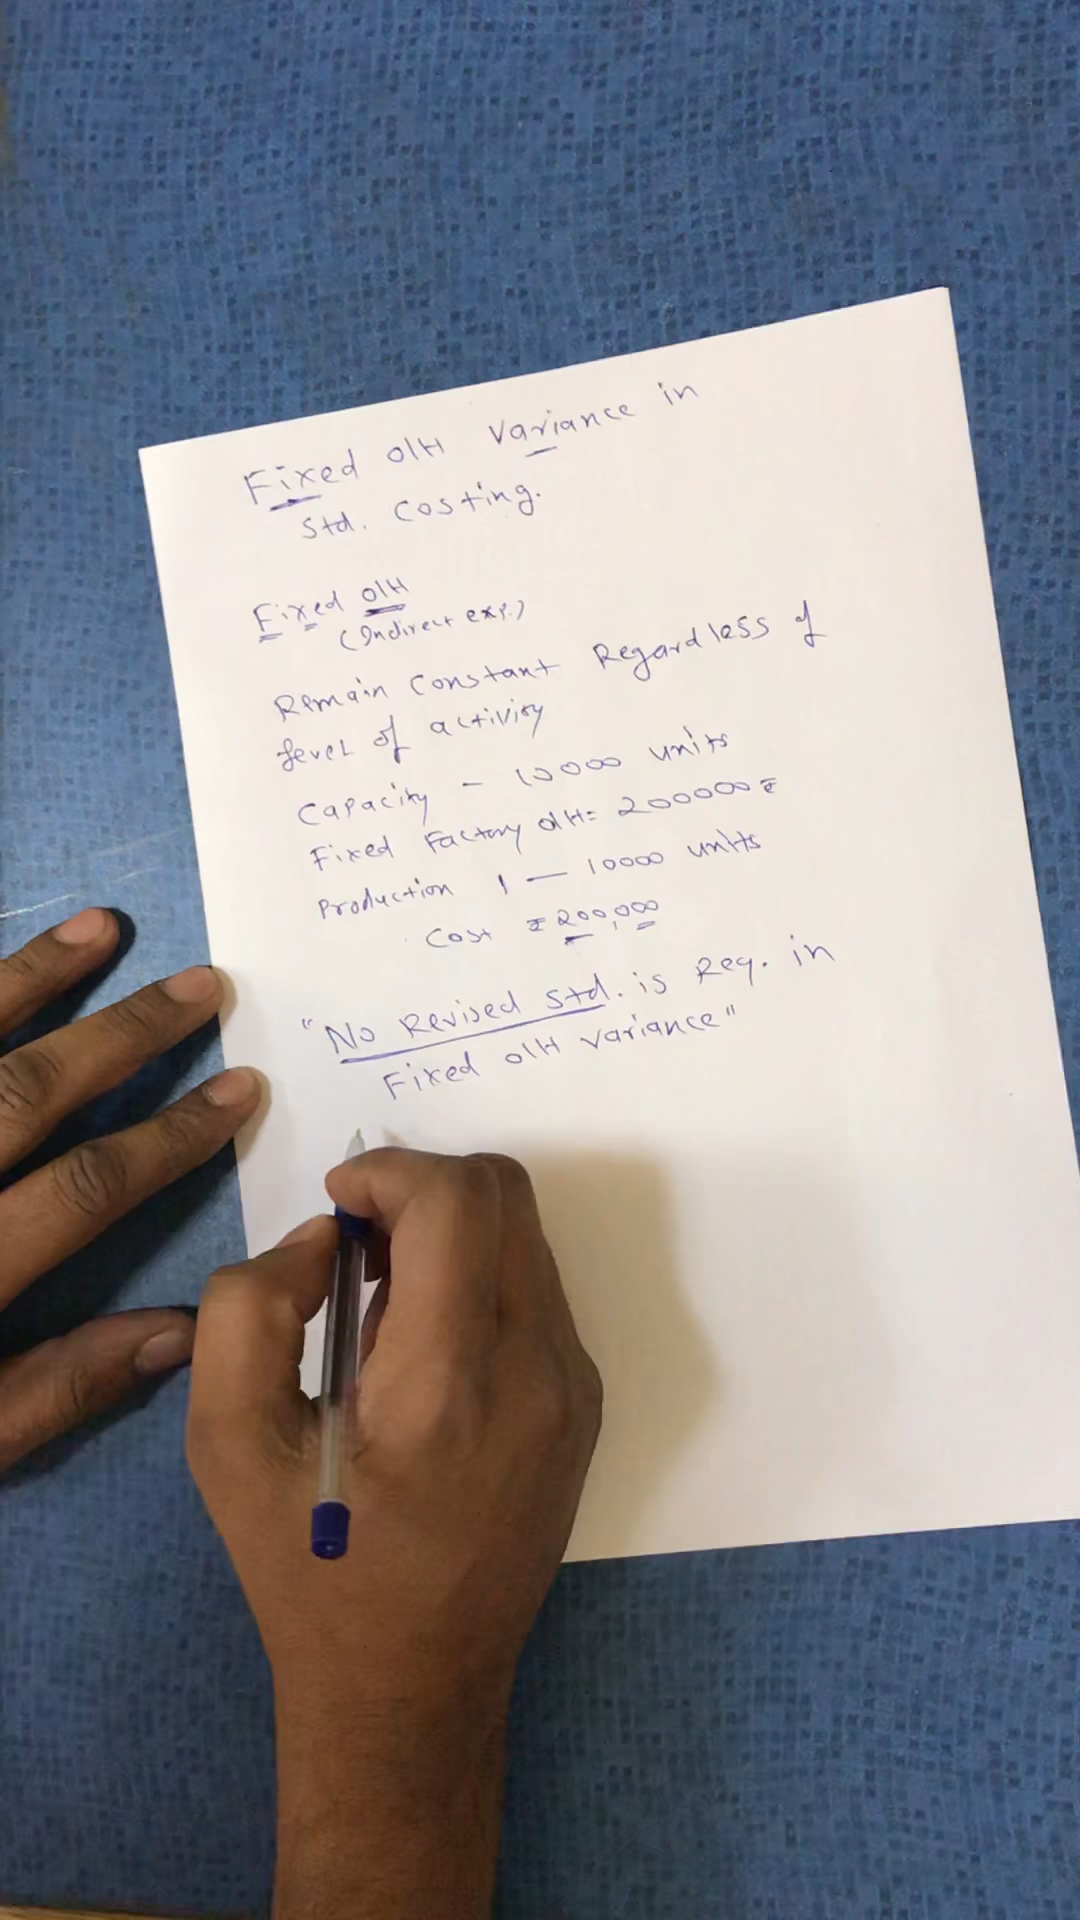 Fixed O/H Variance in
Std. Costing.
Fixed O/H
(Indirect exp.)
Remain Constant Regardless of
level of activity
Capacity - 10000 units
Fixed Factory O/H = 200000 ₹
Production 1 — 10000 units
Cost = 200,000
"No Revised Std. is Req. in
Fixed O/H Variance"